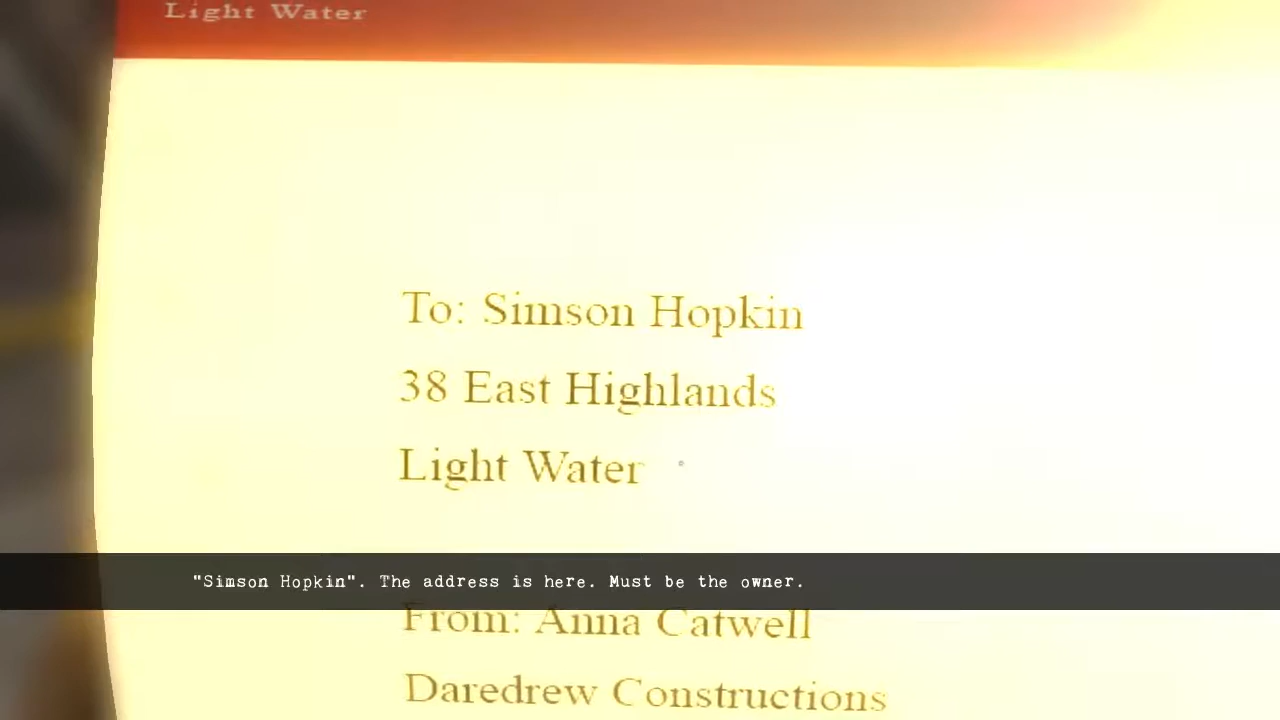 Light Water
To: Simson Hopkin
38 East Highlands
Light Water
"Simson Hopkin". The address is here. Must be the owner.
From: Anna Catwell
Daredrew Constructions